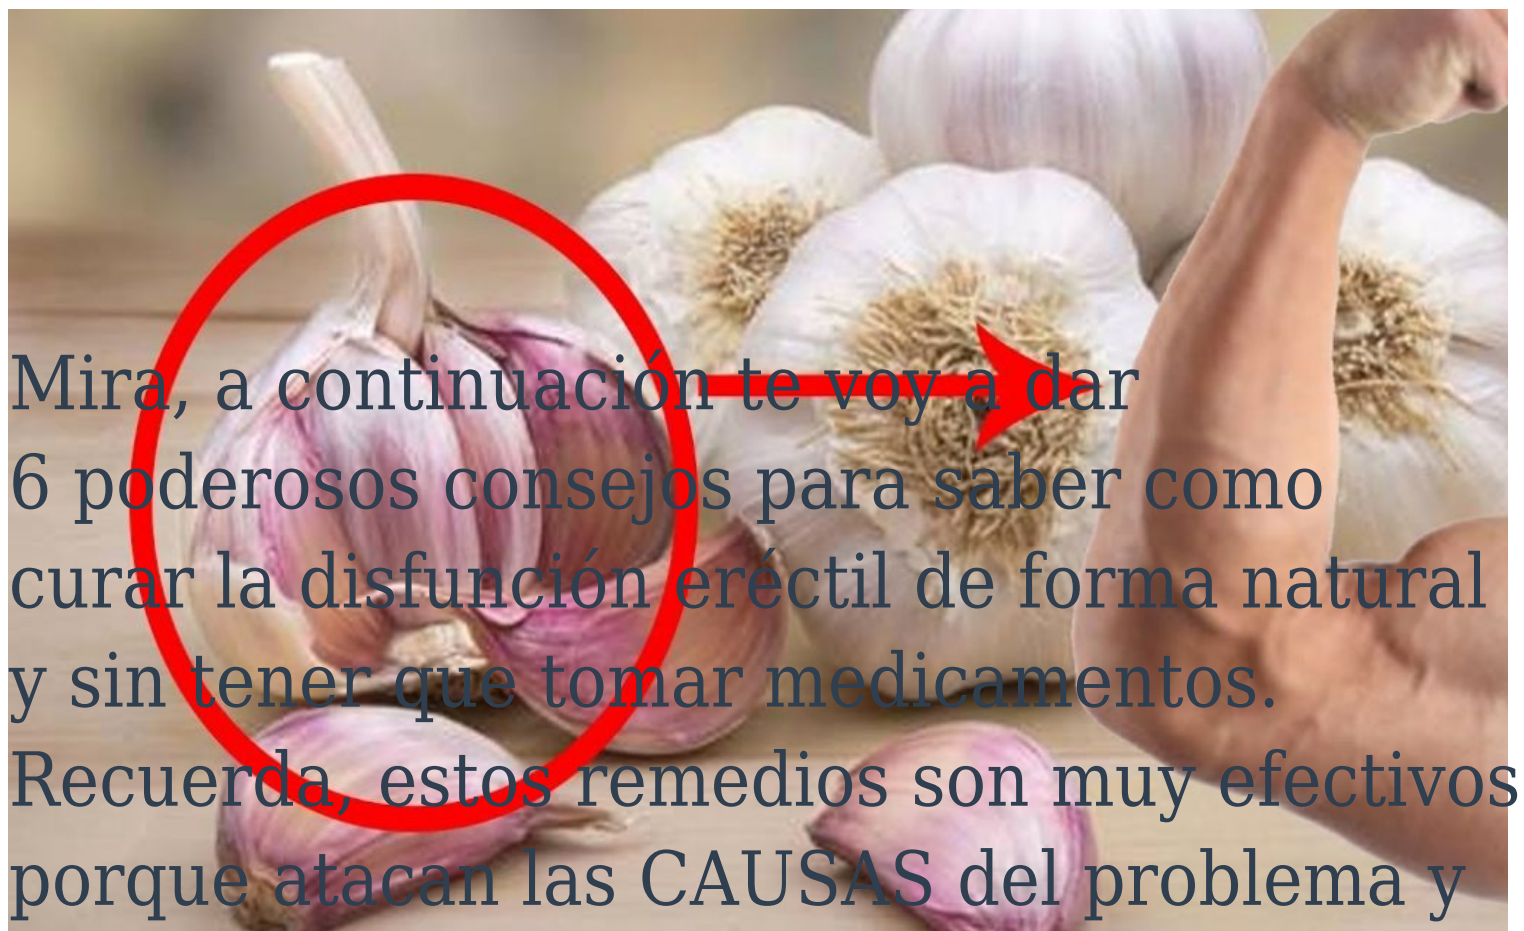 Mira, a continuación te voy a dar
6 poderosos consejos para saber como
curar la disfunción eréctil de forma natural
y sin tener que tomar medicamentos.
Recuerda, estos remedios son muy efectivos
porque atacan las CAUSAS del problema y